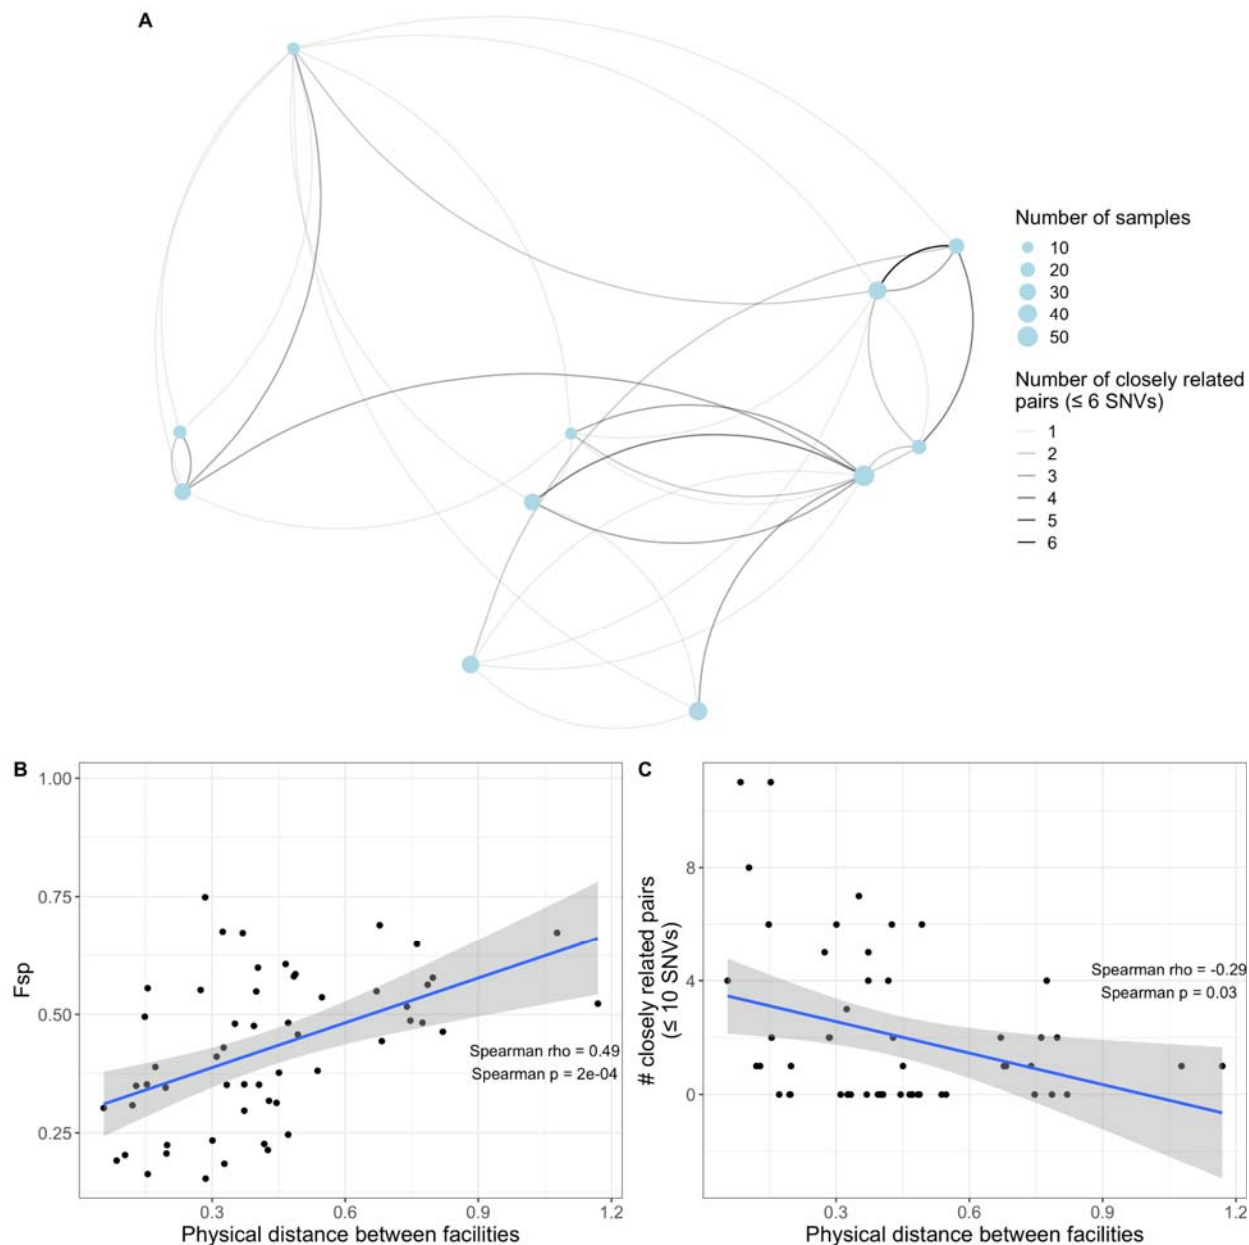 A
Number of samples
10
20
30
40
50
Number of closely related
pairs (≤ 6 SNVs)
1
2
3
4
5
6
B
1.00
0.75
0.50
0.25
Fsp
Spearman rho = 0.49
Spearman p = 2e-04
0.3
0.6
0.9
1.2
Physical distance between facilities
C
8
4
0
# closely related pairs
(≤ 10 SNVs)
Spearman rho = -0.29
Spearman p = 0.03
0.3
0.6
0.9
1.2
Physical distance between facilities